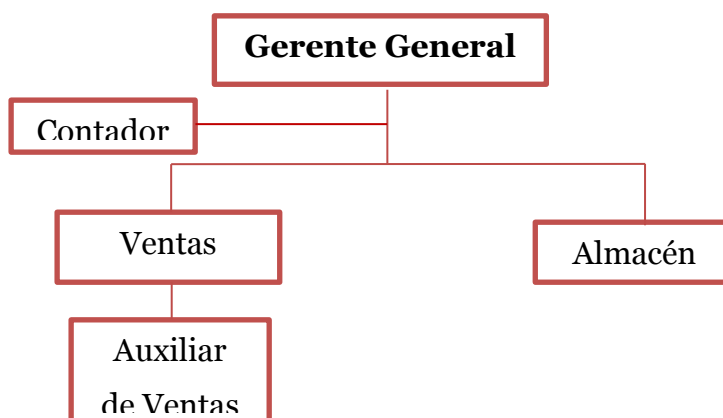 Gerente General
Contador
Ventas
Almacén
Auxiliar
de Ventas